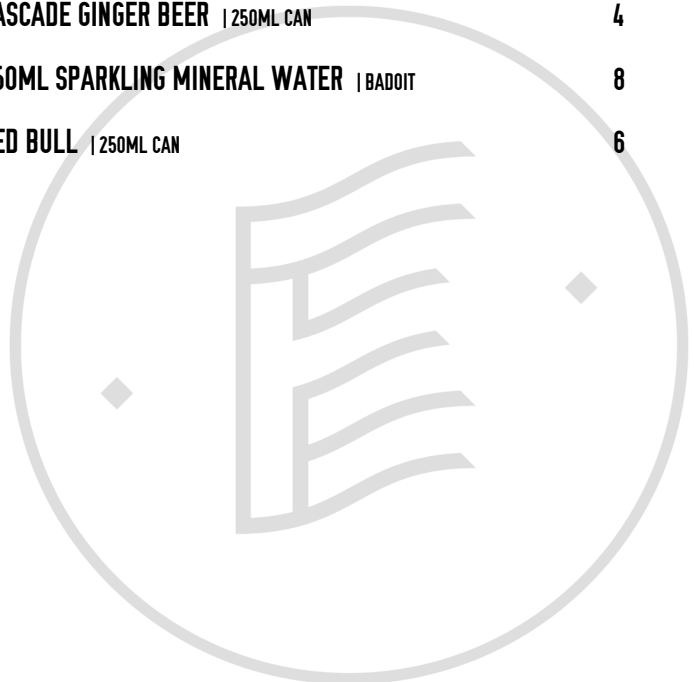 ASCADE GINGER BEER | 250ML CAN 4
50ML SPARKLING MINERAL WATER | BADOIT 8
ED BULL | 250ML CAN 6